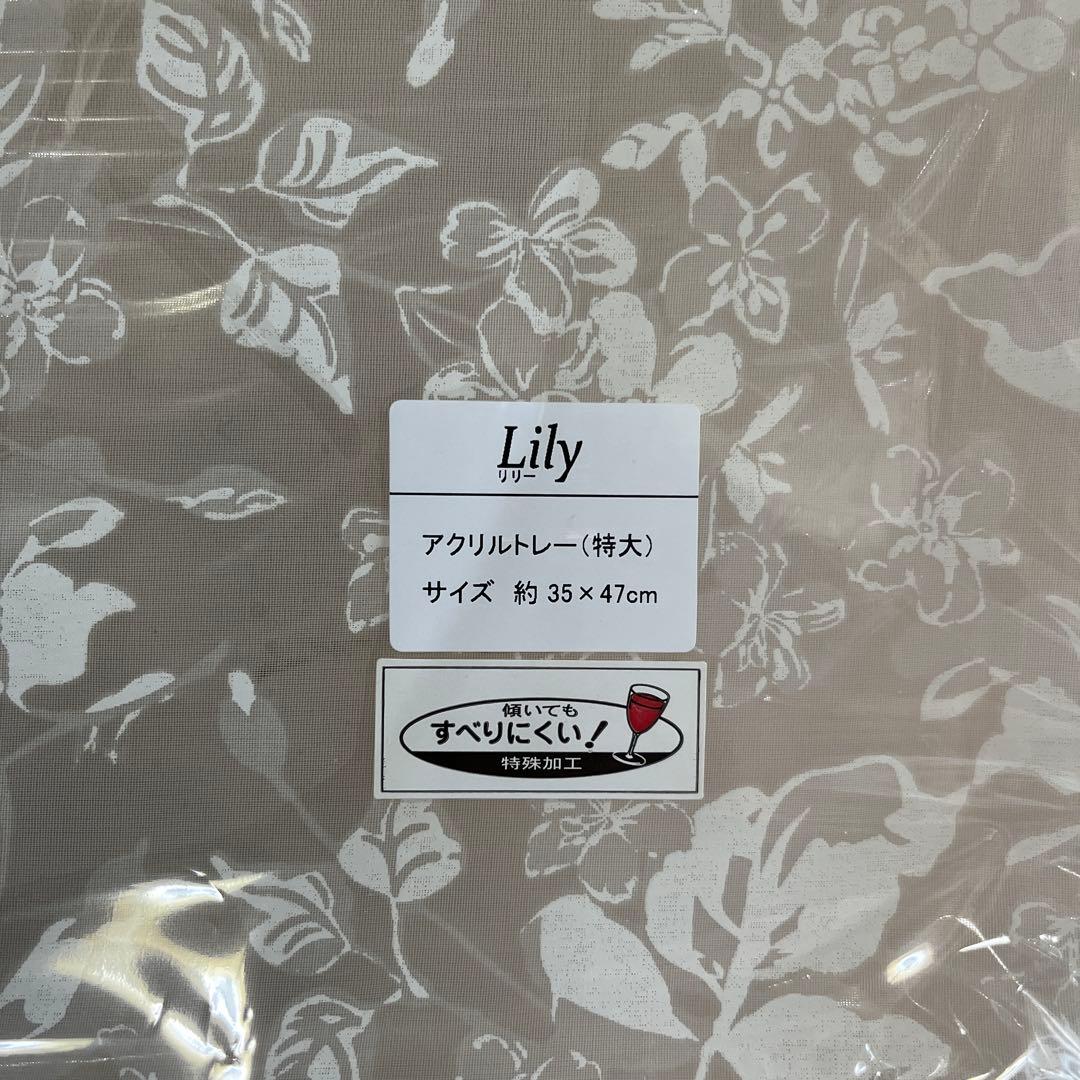 Lily
リリー
アクリルトレー（特大）
サイズ 約 35×47cm
傾いても
すべりにくい！
特殊加工